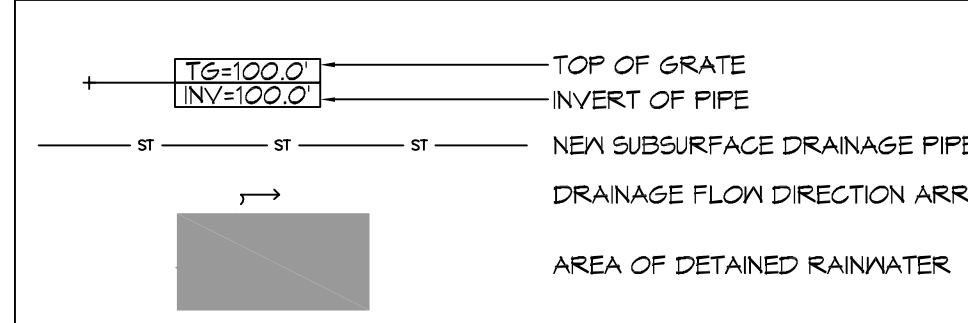 TG=100.0' TOP OF GRATE
INV=100.0' INVERT OF PIPE
ST ST ST NEW SUBSURFACE DRAINAGE PIPE
DRAINAGE FLOW DIRECTION ARR
AREA OF DETAINED RAINWATER